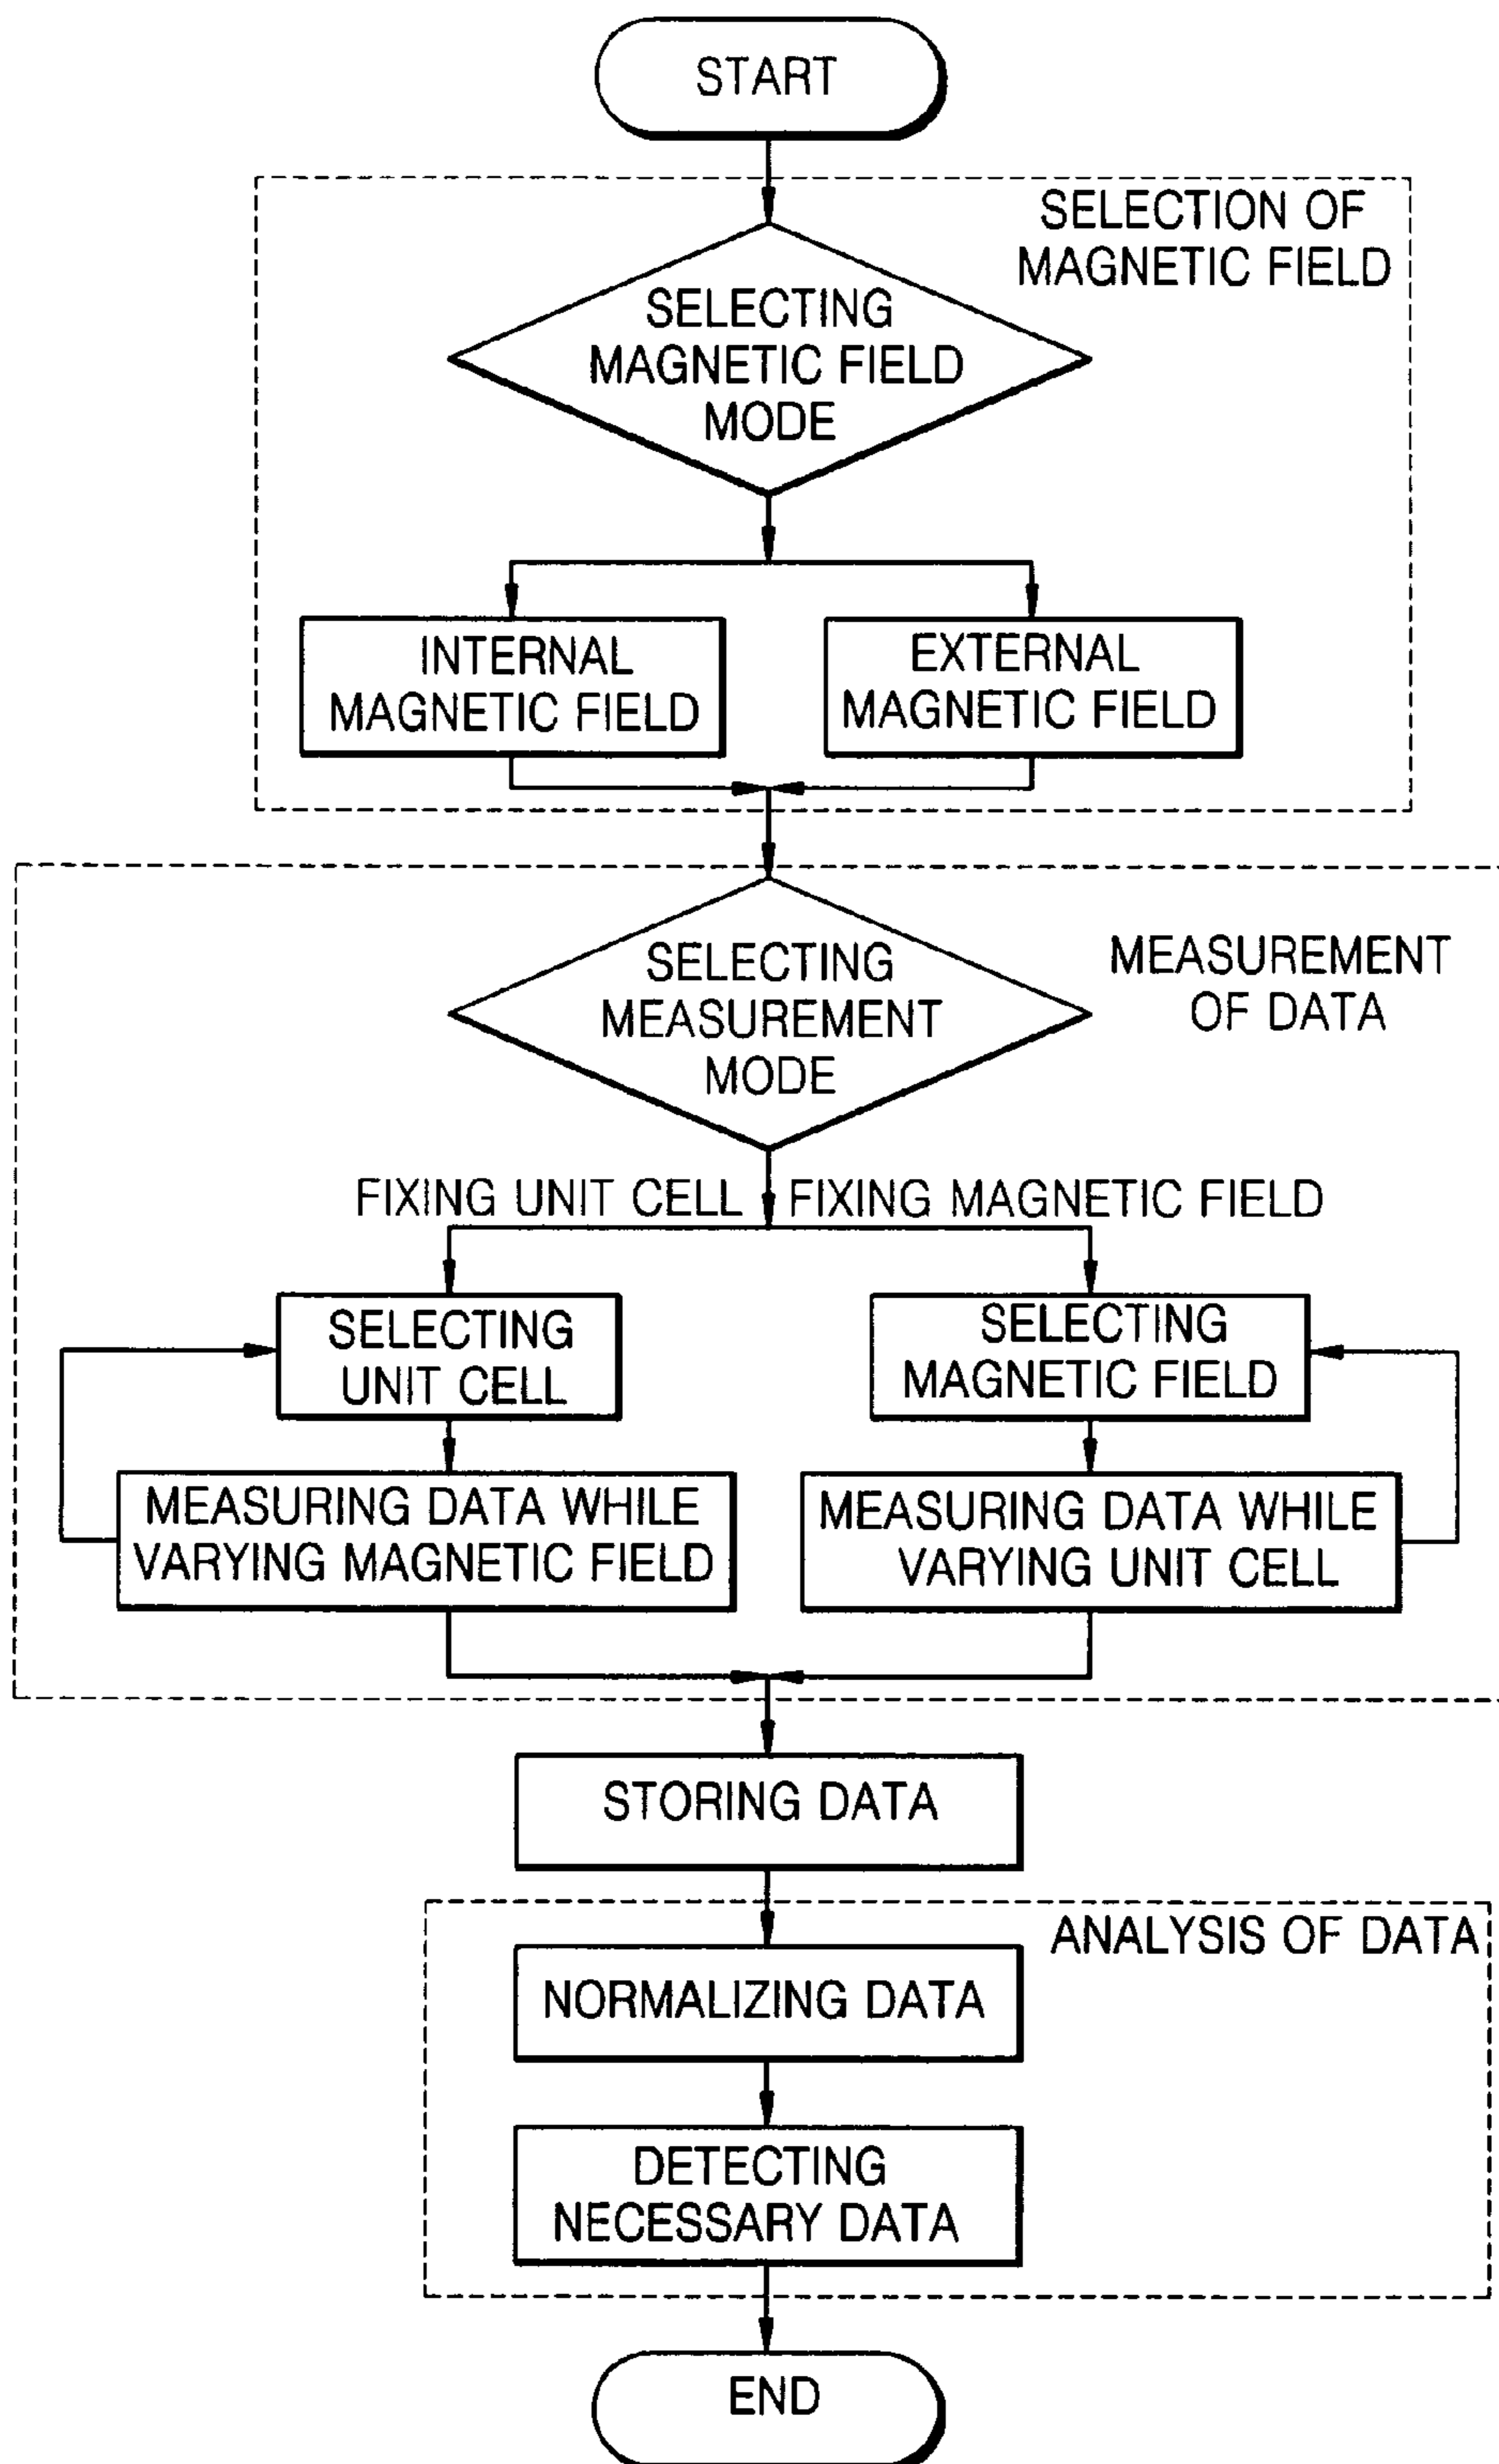 START
SELECTION OF
MAGNETIC FIELD
SELECTING
MAGNETIC FIELD
MODE
INTERNAL
MAGNETIC FIELD
EXTERNAL
MAGNETIC FIELD
SELECTING
MEASUREMENT
MODE
MEASUREMENT
OF DATA
FIXING UNIT CELL
FIXING MAGNETIC FIELD
SELECTING
UNIT CELL
SELECTING
MAGNETIC FIELD
MEASURING DATA WHILE
VARYING MAGNETIC FIELD
MEASURING DATA WHILE
VARYING UNIT CELL
STORING DATA
ANALYSIS OF DATA
NORMALIZING DATA
DETECTING
NECESSARY DATA
END